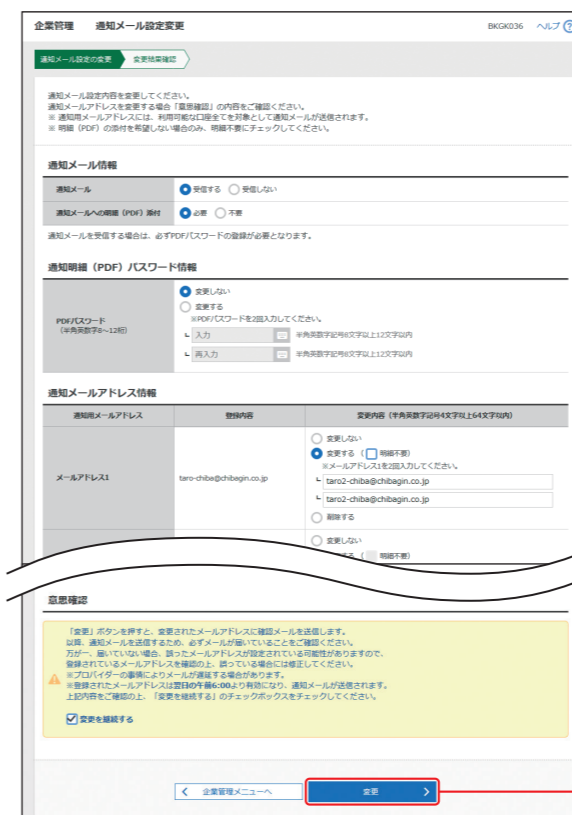 企業管理 通知メール設定変更 BKGK036 ヘルプ ?
通知メール設定の変更 変更結果確認
通知メール設定内容を変更してください。
通知メールアドレスを変更する場合「意思確認」の内容をご確認ください。
※ 通知用メールアドレスには、利用可能な口座全てを対象として通知メールが送信されます。
※ 明細（PDF）の添付を希望しない場合のみ、明細不要にチェックしてください。
通知メール情報
通知メール 受信する 受信しない
通知メールへの明細（PDF）添付 必要 不要
通知メールを受信する場合は、必ずPDFパスワードの登録が必要となります。
通知明細（PDF）パスワード情報
変更しない
変更する
※PDFパスワードを2回入力してください。
PDFパスワード
（半角英数字8～12桁）
入力 半角英数字記号8文字以上12文字以内
再入力 半角英数字記号8文字以上12文字以内
通知メールアドレス情報
通知用メールアドレス 登録内容 変更内容（半角英数字記号4文字以上64文字以内）
変更しない
変更する（ 明細不要）
※メールアドレス1を2回入力してください。
メールアドレス1 taro-chiba@chibagin.co.jp taro2-chiba@chibagin.co.jp
taro2-chiba@chibagin.co.jp
削除する
変更しない
する（ 明細不要）
意思確認
「変更」ボタンを押すと、変更されたメールアドレスに確認メールを送信します。
以降、通知メールを送信するため、必ずメールが届いていることをご確認ください。
万が一、届いていない場合、誤ったメールアドレスが設定されている可能性がありますので、
登録されているメールアドレスを確認の上、誤っている場合には修正してください。
※プロバイダーの事情によりメールが遅延する場合があります。
※登録されたメールアドレスは翌日の午前6:00より有効になり、通知メールが送信されます。
上記内容をご確認の上、「変更を継続する」のチェックボックスをチェックしてください。
変更を継続する
企業管理メニューへ 変更